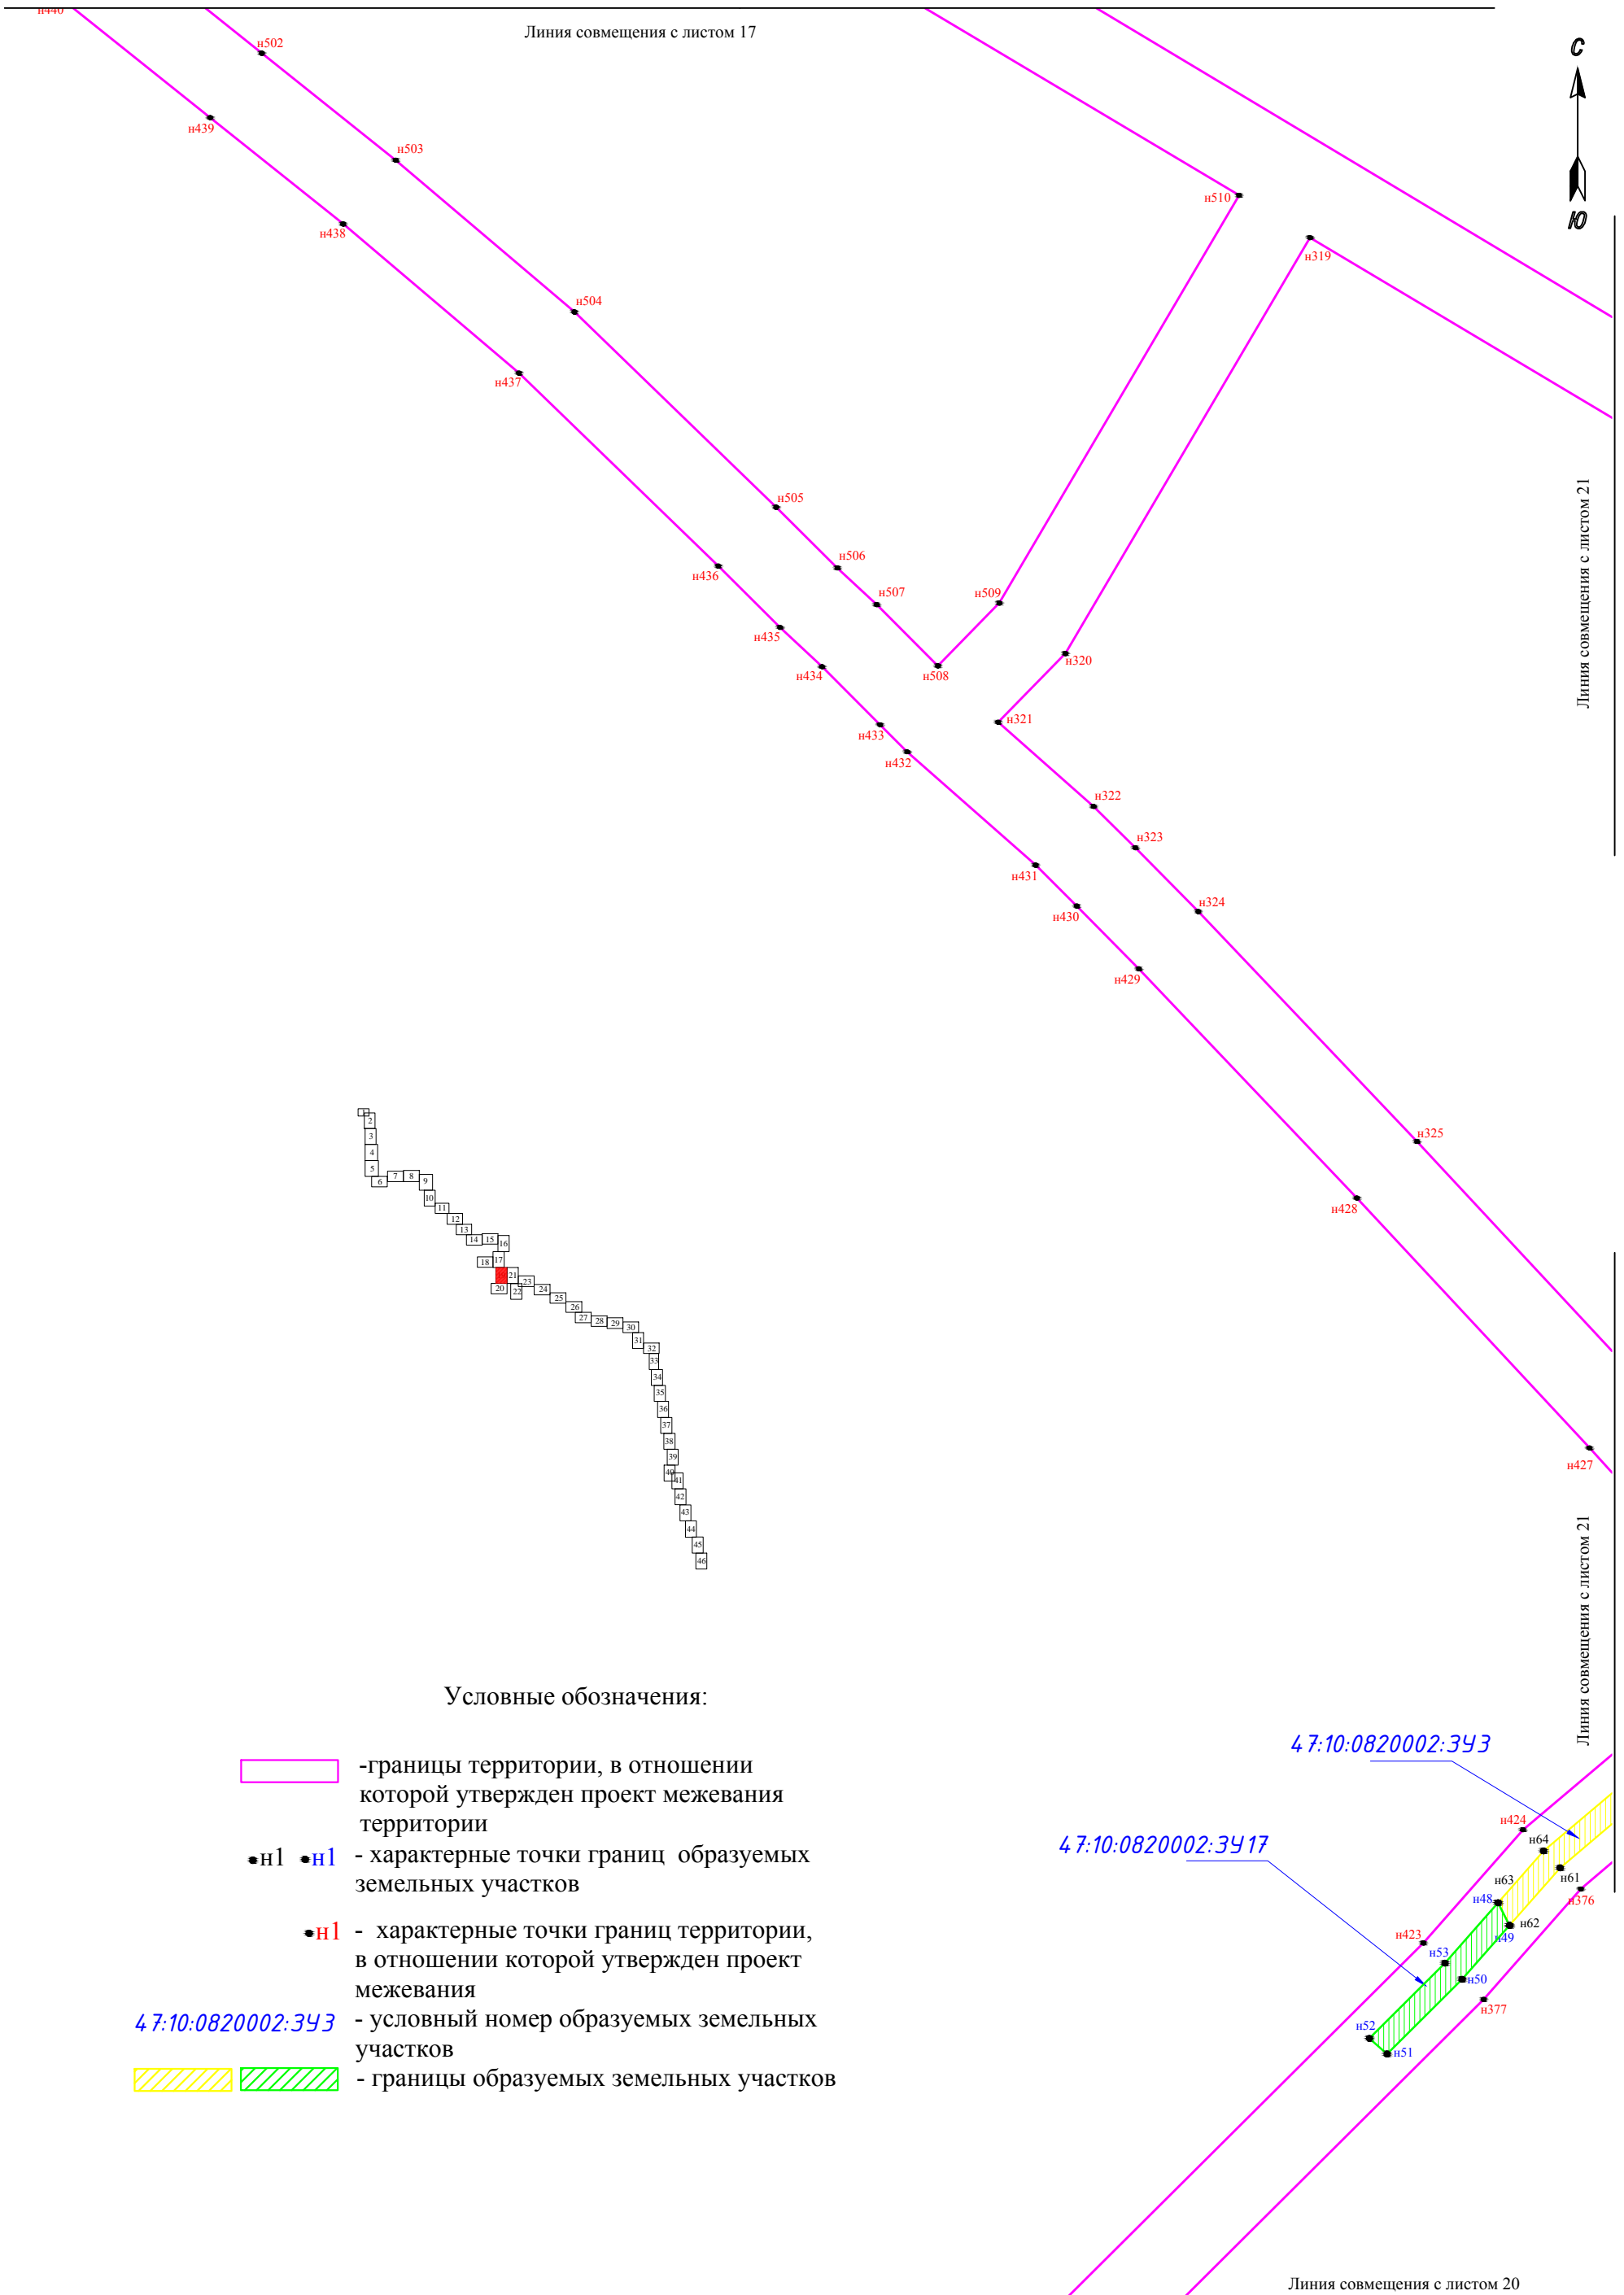 н440
Линия совмещения с листом 17
н502
С
н439
н503
н510
Ю
н438
н319
н504
н437
Линия совмещения с листом 21
н505
н506
н436
н507
н509
н435
н320
н434
н508
н321
н433
н432
н322
н323
н431
н324
н430
н429
2
3
4
5
6
7
8
9
10
11
12
13
14
15
16
17
18
21
20
22
23
24
25
26
27
28
29
30
31
32
33
34
35
36
37
38
39
40
41
42
43
44
45
46
н325
н428
н427
Линия совмещения с листом 21
Условные обозначения:
-границы территории, в отношении
которой утвержден проект межевания
территории
н1 н1 - характерные точки границ образуемых
земельных участков
н1 - характерные точки границ территории,
в отношении которой утвержден проект
межевания
47:10:0820002:ЗУ3 - условный номер образуемых земельных
участков
- границы образуемых земельных участков
47:10:0820002:ЗУ3
47:10:0820002:ЗУ17
н424
н64
н61
н63
н48
н376
н62
н49
н423
н53
н50
н377
н52
н51
Линия совмещения с листом 20